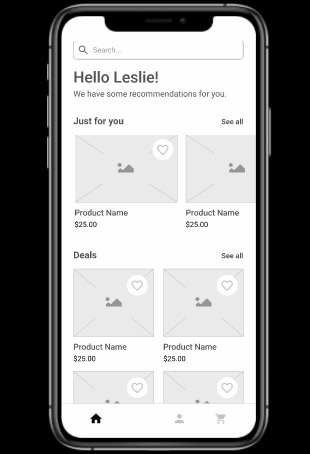 Search...
Hello Leslie!
We have some recommendations for you.
Just for you
See all
Product Name
Product Name
$25.00
$25.00
Deals
See all
Product Name
Product Name
$25.00
$25.00